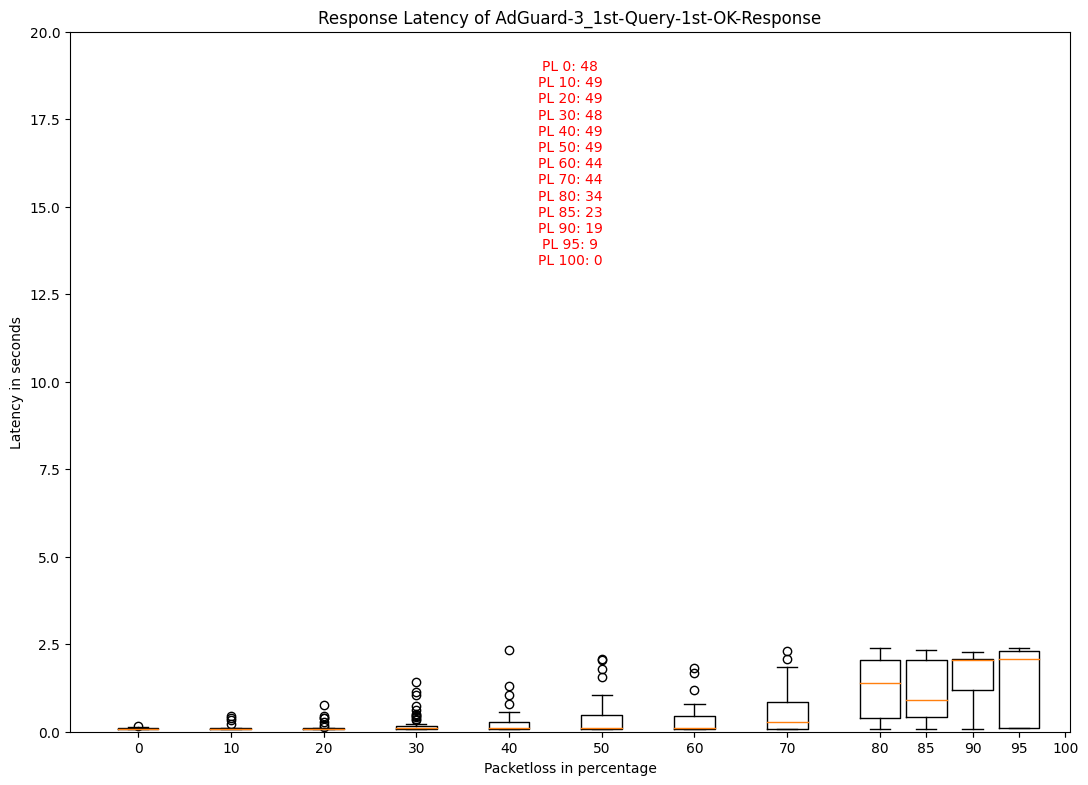 Response Latency of AdGuard-3_1st-Query-1st-OK-Response
20.0
17.5
15.0
12.5
10.0
7.5
5.0
2.5
0.0
Latency in seconds
PL 0: 48
PL 10: 49
PL 20: 49
PL 30: 48
PL 40: 49
PL 50: 49
PL 60: 44
PL 70: 44
PL 80: 34
PL 85: 23
PL 90: 19
PL 95: 9
PL 100: 0
0 10 20 30 40 50 60 70 80 85 90 95 100
Packetloss in percentage